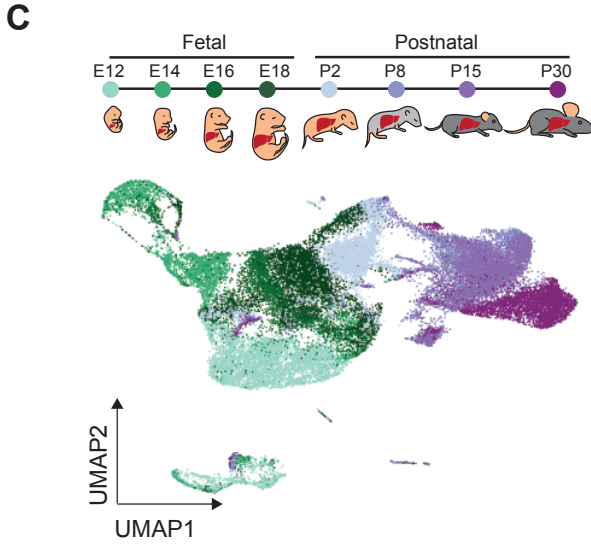 C
Fetal Postnatal
E12 E14 E16 E18 P2 P8 P15 P30
UMAP2
UMAP1